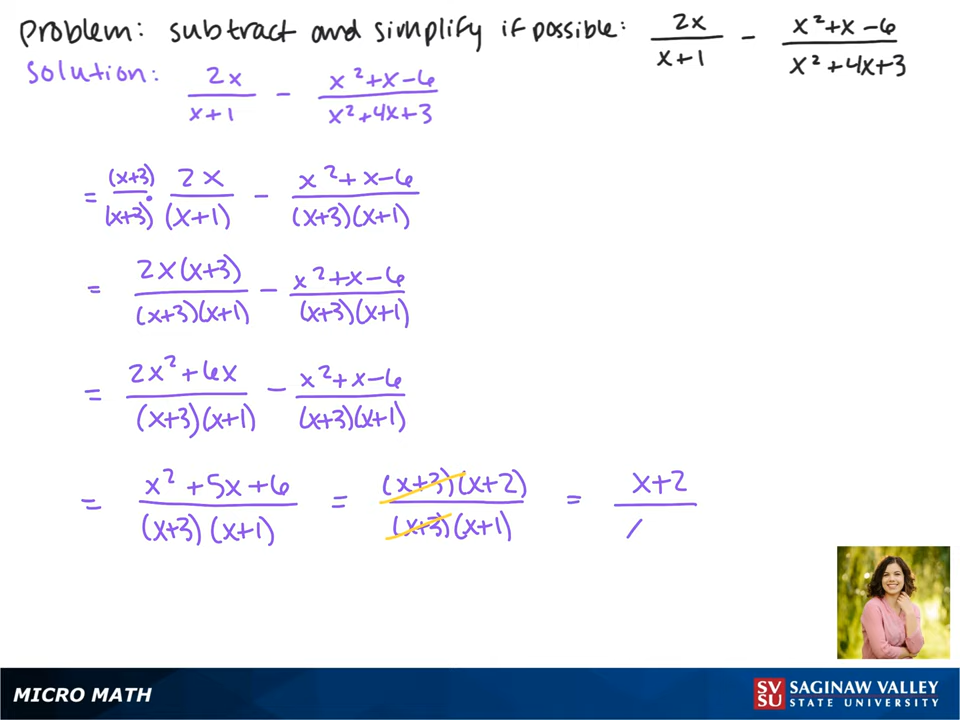 problem: subtract and simplify if possible: 2x/(x+1) − (x²+x−6)/(x²+4x+3)
Solution: 2x/(x+1) − (x²+x−6)/(x²+4x+3)
= (x+3)/(x+3) · 2x/(x+1) − (x²+x−6)/((x+3)(x+1))
= 2x(x+3)/((x+3)(x+1)) − (x²+x−6)/((x+3)(x+1))
= (2x²+6x)/((x+3)(x+1)) − (x²+x−6)/((x+3)(x+1))
= (x²+5x+6)/((x+3)(x+1)) = (x+3)(x+2)/((x+3)(x+1)) = (x+2)/(
MICRO MATH
SVSU SAGINAW VALLEY
STATE UNIVERSITY